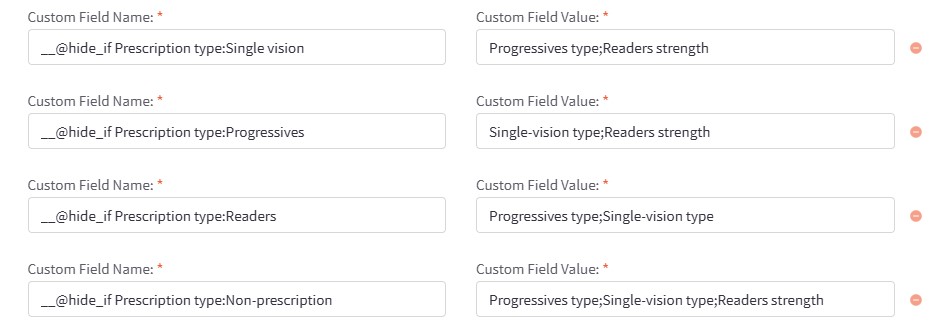 Custom Field Name: * Custom Field Value: *
__@hide_if Prescription type:Single vision Progressives type;Readers strength
Custom Field Name: * Custom Field Value: *
__@hide_if Prescription type:Progressives Single-vision type;Readers strength
Custom Field Name: * Custom Field Value: *
__@hide_if Prescription type:Readers Progressives type;Single-vision type
Custom Field Name: * Custom Field Value: *
__@hide_if Prescription type:Non-prescription Progressives type;Single-vision type;Readers strength